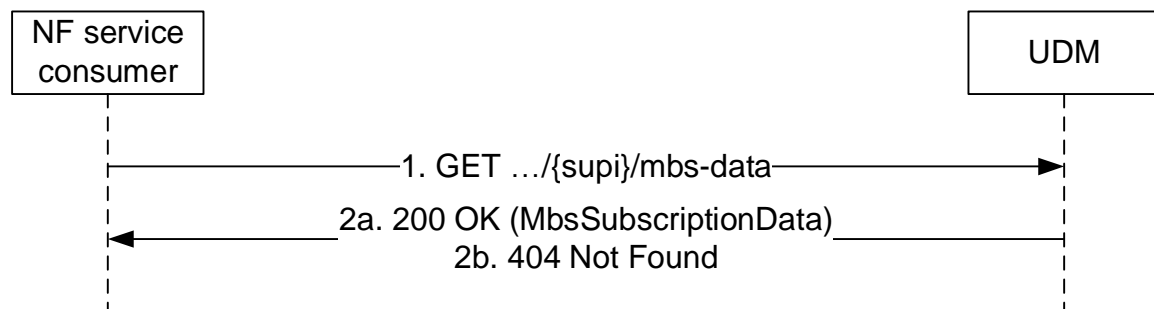 NF service
consumer
UDM
1. GET …/{supi}/mbs-data
2a. 200 OK (MbsSubscriptionData)
2b. 404 Not Found